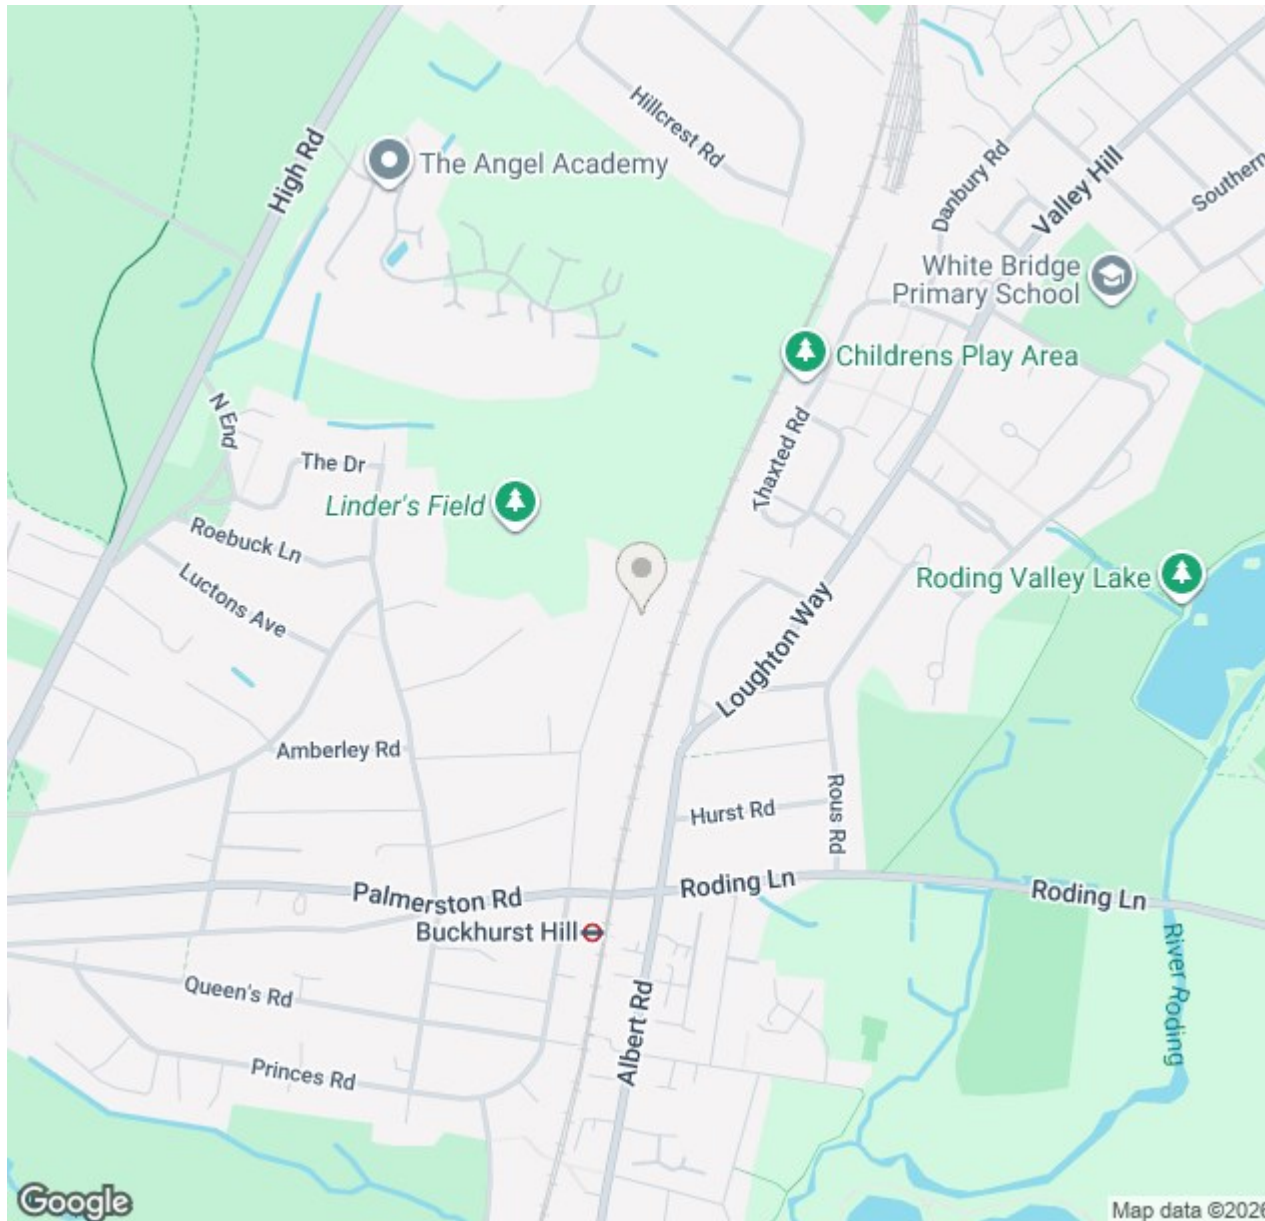 High Rd
Hillcrest Rd
The Angel Academy
Danbury Rd
Valley Hill
Southern
White Bridge
Primary School
Childrens Play Area
N End
The Dr
Thaxted Rd
Linder's Field
Roebuck Ln
Luctons Ave
Roding Valley Lake
Loughton Way
Amberley Rd
Hurst Rd
Rous Rd
Palmerston Rd
Roding Ln
Roding Ln
Buckhurst Hill
River Roding
Queen's Rd
Albert Rd
Princes Rd
Google
Map data ©2026